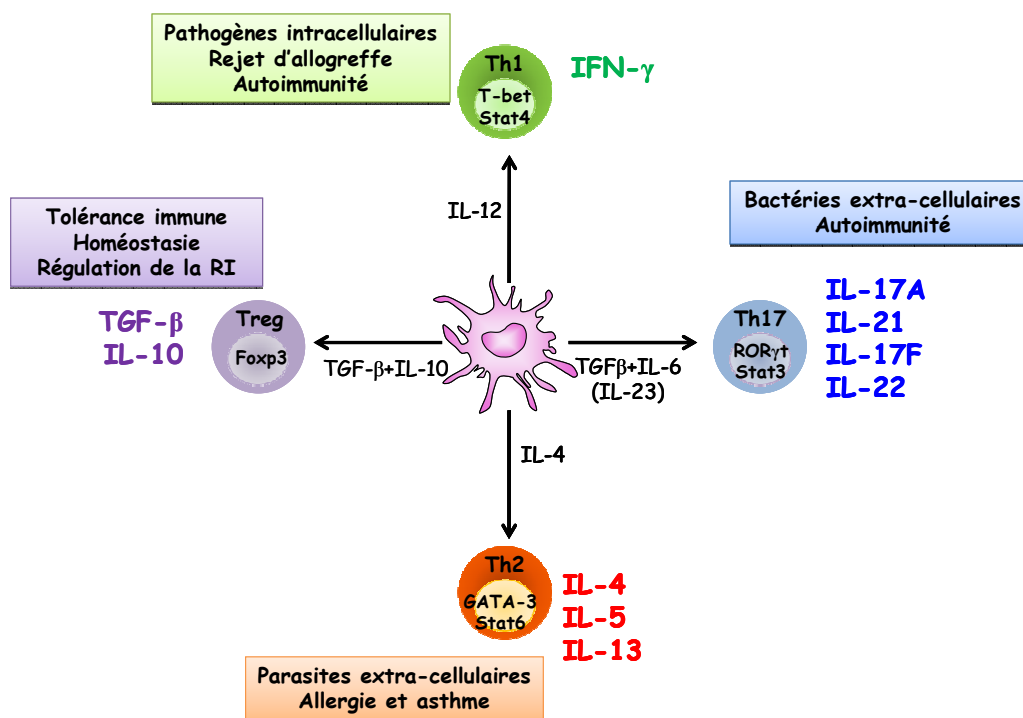 Pathogènes intracellulaires
Rejet d’allogreffe
Autoimmunité
Th1
T-bet
Stat4
IFN-γ
IL-12
Tolérance immune
Homéostasie
Régulation de la RI
Bactéries extra-cellulaires
Autoimmunité
TGF-β
IL-10
Treg
Foxp3
TGF-β+IL-10
TGFβ+IL-6
(IL-23)
Th17
RORγt
Stat3
IL-17A
IL-21
IL-17F
IL-22
IL-4
Th2
GATA-3
Stat6
IL-4
IL-5
IL-13
Parasites extra-cellulaires
Allergie et asthme